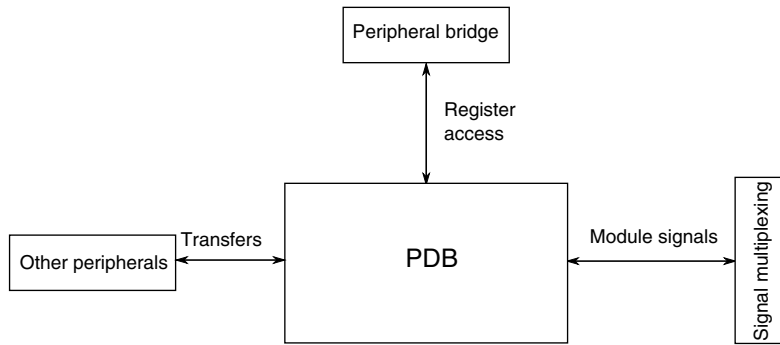 Peripheral bridge
Register
access
Transfers
Other peripherals
PDB
Module signals
Signal multiplexing